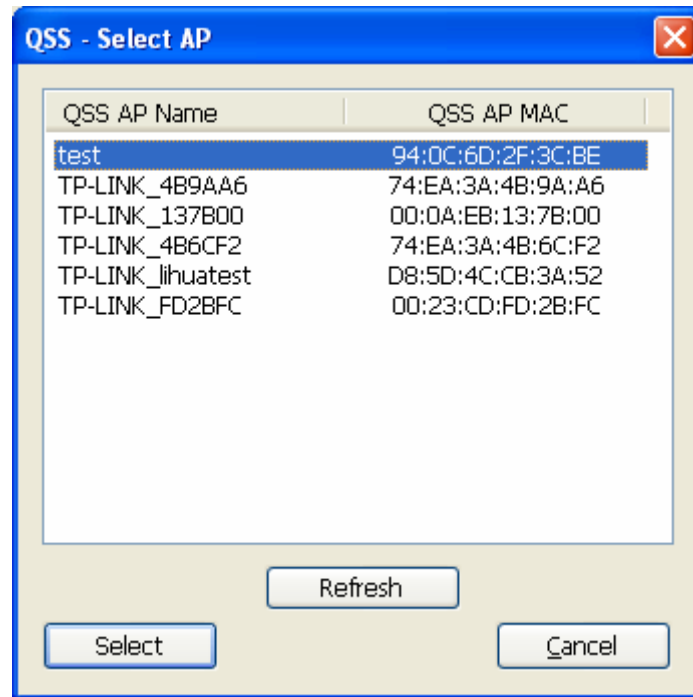 QSS - Select AP
QSS AP Name QSS AP MAC
test 94:0C:6D:2F:3C:BE
TP-LINK_4B9AA6 74:EA:3A:4B:9A:A6
TP-LINK_137B00 00:0A:EB:13:7B:00
TP-LINK_4B6CF2 74:EA:3A:4B:6C:F2
TP-LINK_lihuatest D8:5D:4C:CB:3A:52
TP-LINK_FD2BFC 00:23:CD:FD:2B:FC
Refresh
Select Cancel